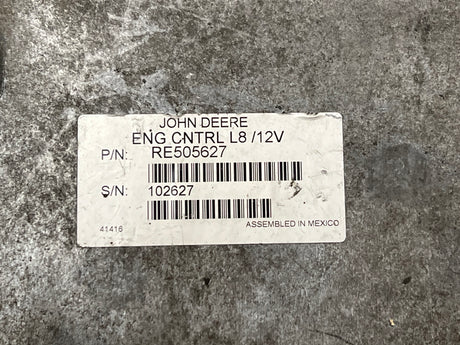 JOHN DEERE
ENG CNTRL L8 /12V
P/N: RE505627
S/N: 102627
41416 ASSEMBLED IN MEXICO